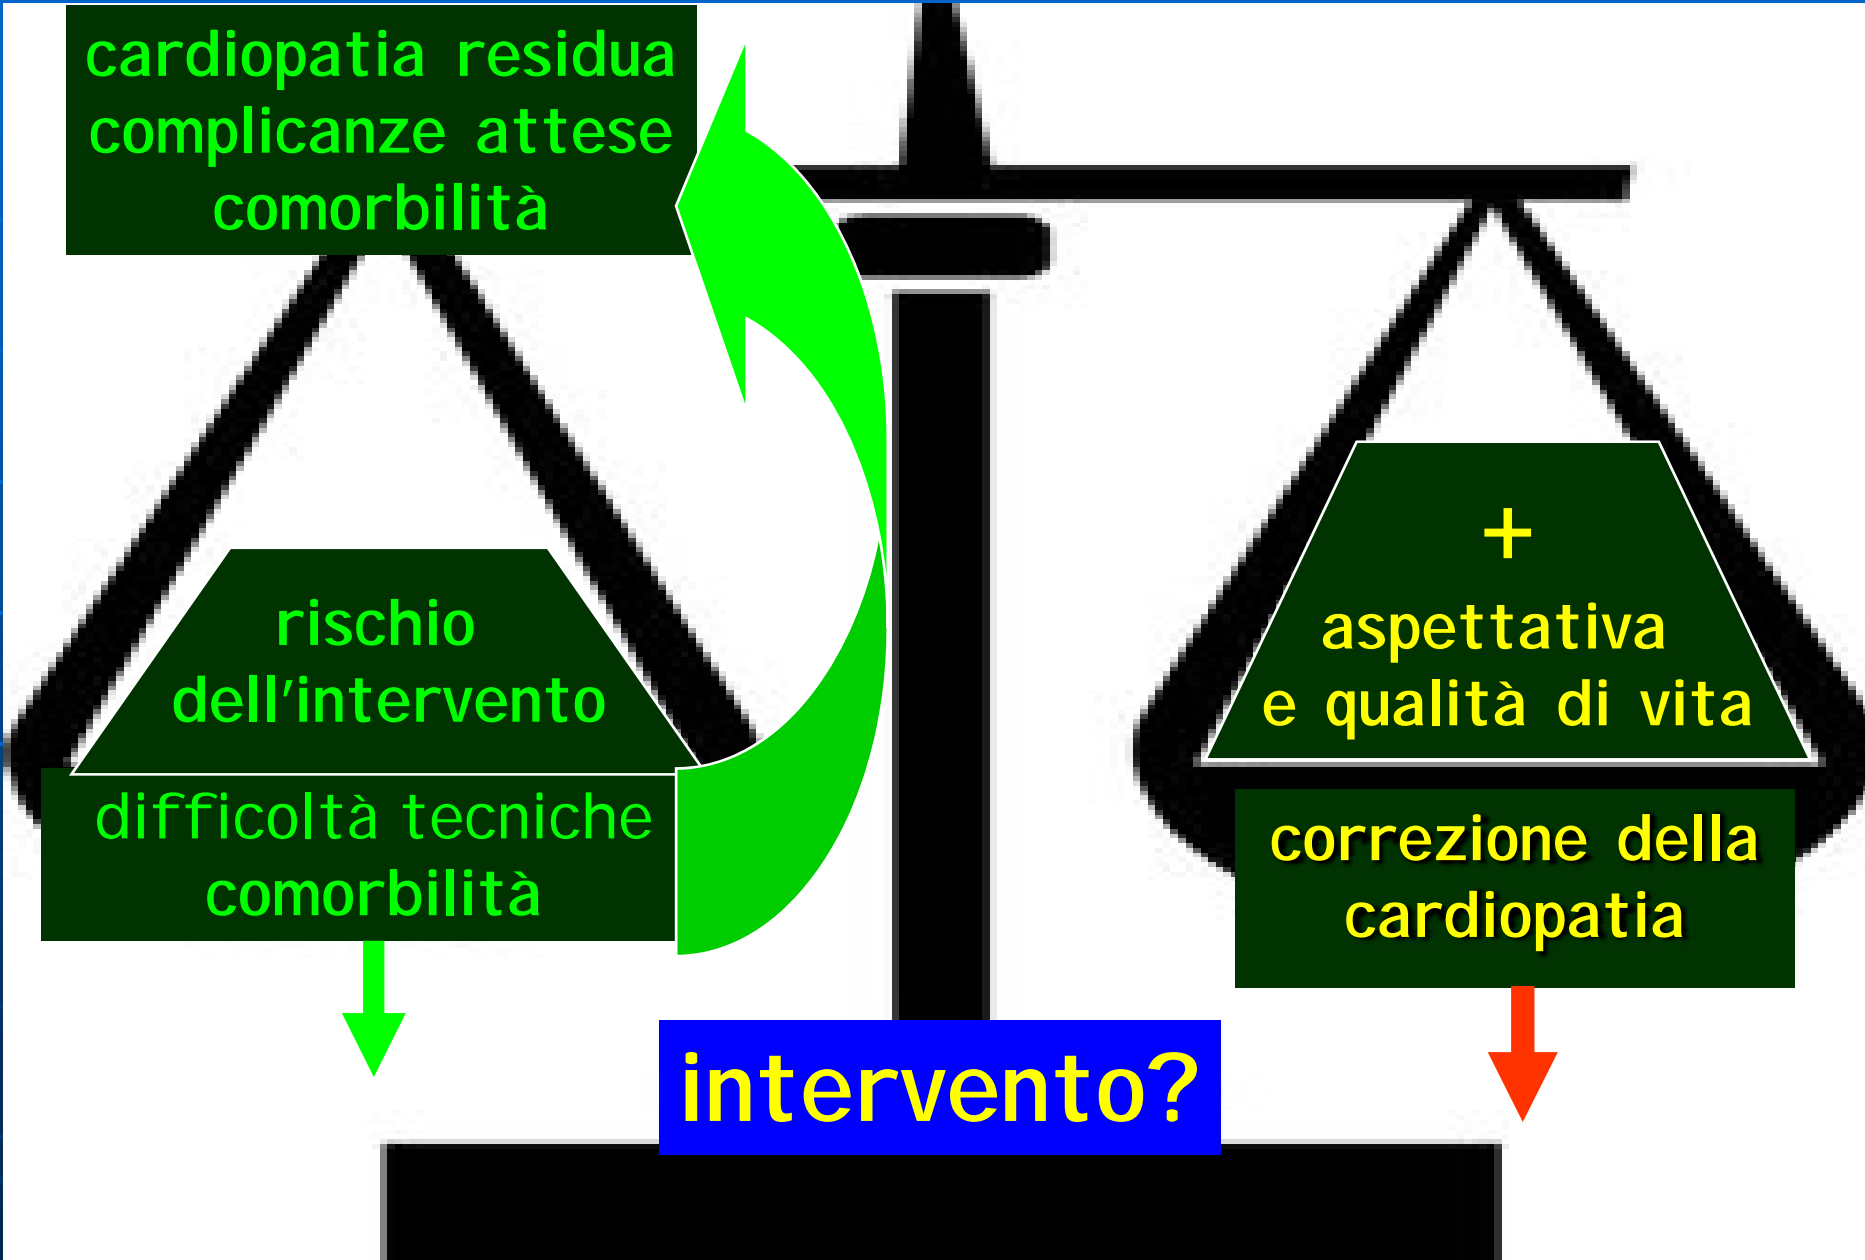 cardiopatia residua
complicanze attese
comorbilità
rischio
dell'intervento
difficoltà tecniche
comorbilità
+
aspettativa
e qualità di vita
correzione della
cardiopatia
intervento?